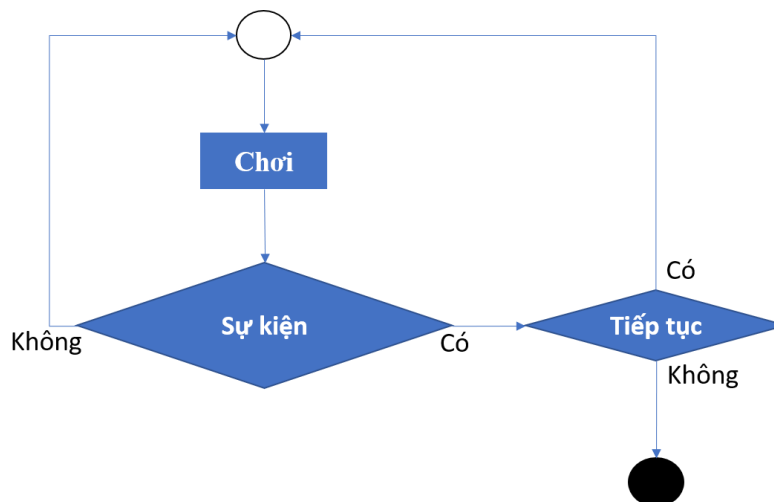 Chơi
Có
Sự kiện
Tiếp tục
Không
Có
Không